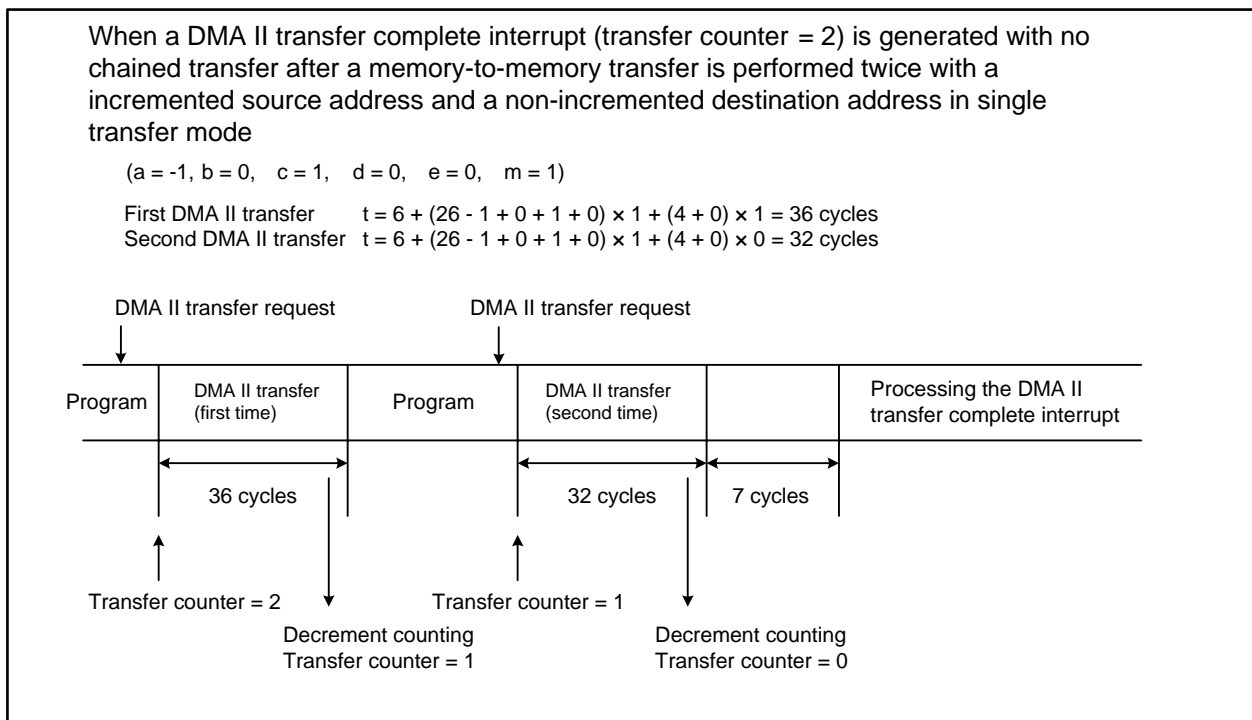 When a DMA II transfer complete interrupt (transfer counter = 2) is generated with no
chained transfer after a memory-to-memory transfer is performed twice with a
incremented source address and a non-incremented destination address in single
transfer mode
(a = -1, b = 0, c = 1, d = 0, e = 0, m = 1)
First DMA II transfer t = 6 + (26 - 1 + 0 + 1 + 0) × 1 + (4 + 0) × 1 = 36 cycles
Second DMA II transfer t = 6 + (26 - 1 + 0 + 1 + 0) × 1 + (4 + 0) × 0 = 32 cycles
DMA II transfer request
DMA II transfer request
Program
DMA II transfer
(first time)
Program
DMA II transfer
(second time)
Processing the DMA II
transfer complete interrupt
36 cycles
32 cycles
7 cycles
Transfer counter = 2
Transfer counter = 1
Decrement counting
Transfer counter = 1
Decrement counting
Transfer counter = 0